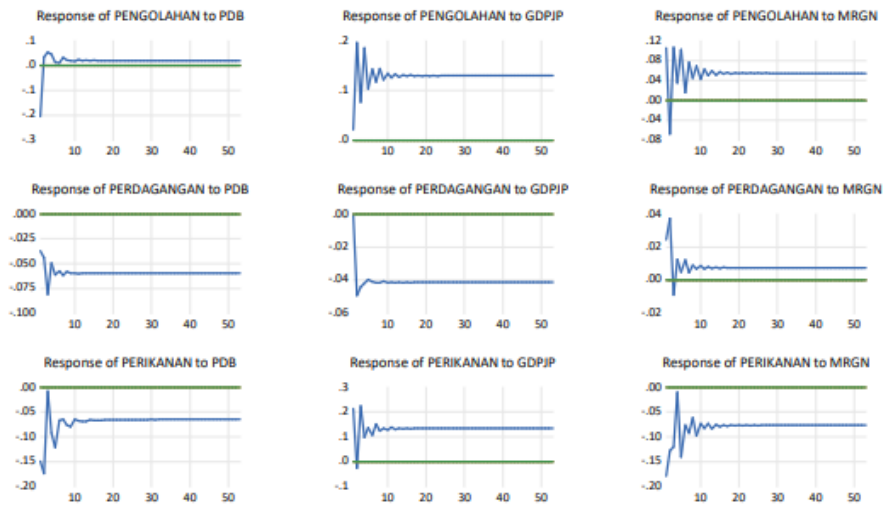 Response of PENGOLAHAN to PDB
.1
.0
-.1
-.2
-.3
10 20 30 40 50
Response of PENGOLAHAN to GDPJP
.2
.1
.0
10 20 30 40 50
Response of PENGOLAHAN to MRGN
.12
.08
.04
.00
-.04
-.08
10 20 30 40 50
Response of PERDAGANGAN to PDB
.000
-.025
-.050
-.075
-.100
10 20 30 40 50
Response of PERDAGANGAN to GDPJP
.00
-.02
-.04
-.06
10 20 30 40 50
Response of PERDAGANGAN to MRGN
.04
.02
.00
-.02
10 20 30 40 50
Response of PERIKANAN to PDB
.00
-.05
-.10
-.15
-.20
10 20 30 40 50
Response of PERIKANAN to GDPJP
.3
.2
.1
.0
-.1
10 20 30 40 50
Response of PERIKANAN to MRGN
.00
-.05
-.10
-.15
-.20
10 20 30 40 50